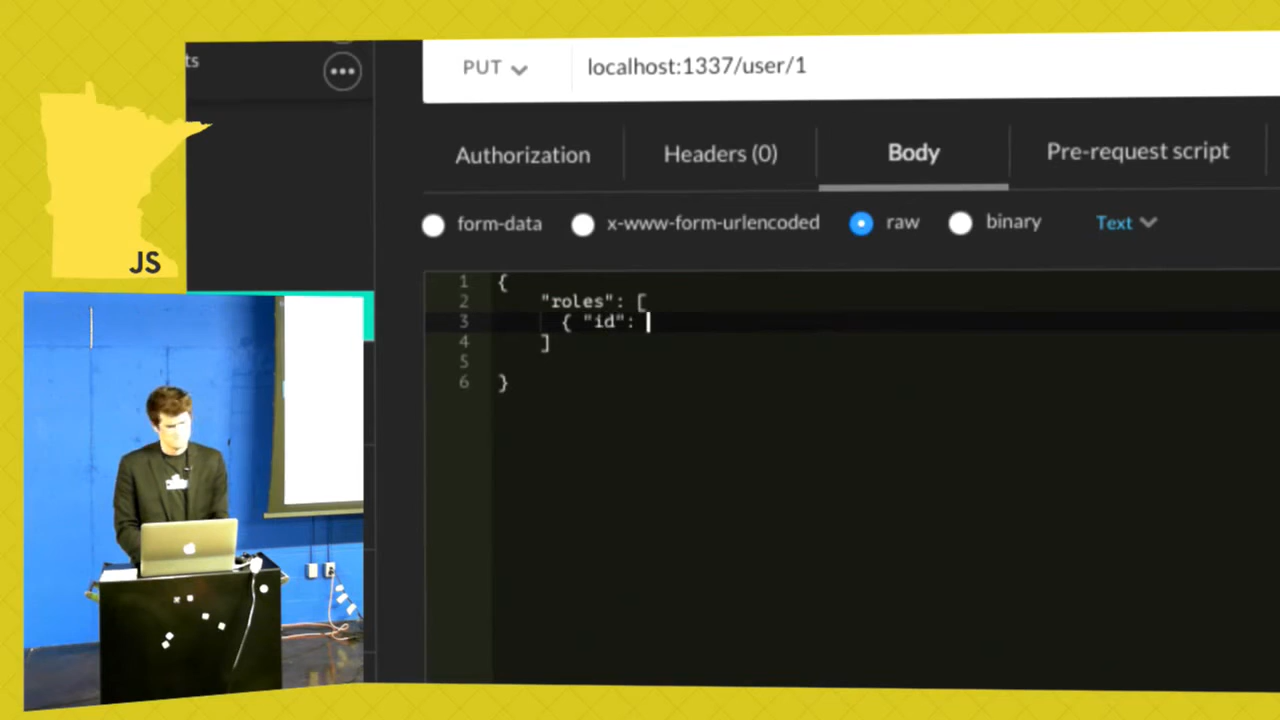 ts
PUT localhost:1337/user/1
Authorization Headers (0) Body Pre-request script
form-data x-www-form-urlencoded raw binary Text
1 {
2 "roles": [
3 { "id":
4 ]
5
6 }
JS